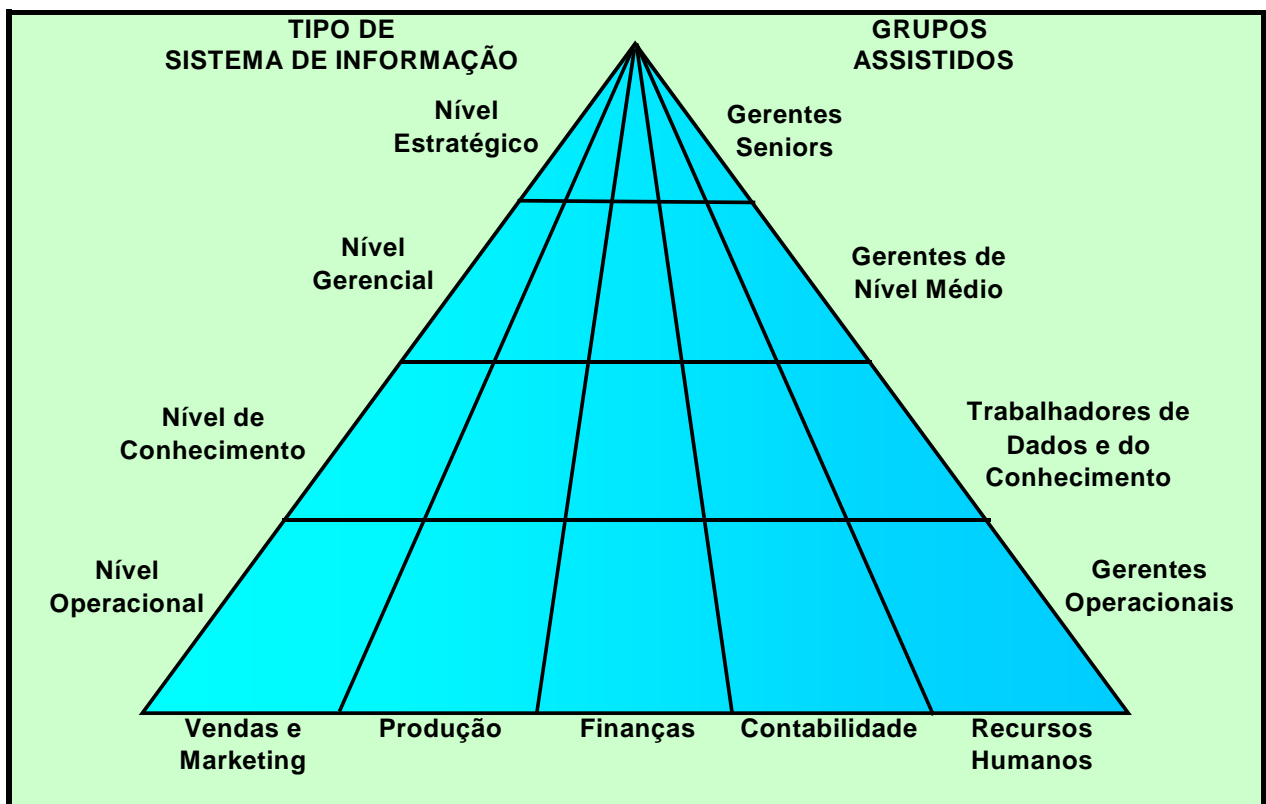 TIPO DE
SISTEMA DE INFORMAÇÃO
GRUPOS
ASSISTIDOS
Nível
Estratégico
Gerentes
Seniors
Nível
Gerencial
Gerentes de
Nível Médio
Nível de
Conhecimento
Trabalhadores de
Dados e do
Conhecimento
Nível
Operacional
Gerentes
Operacionais
Vendas e
Marketing
Produção
Finanças
Contabilidade
Recursos
Humanos